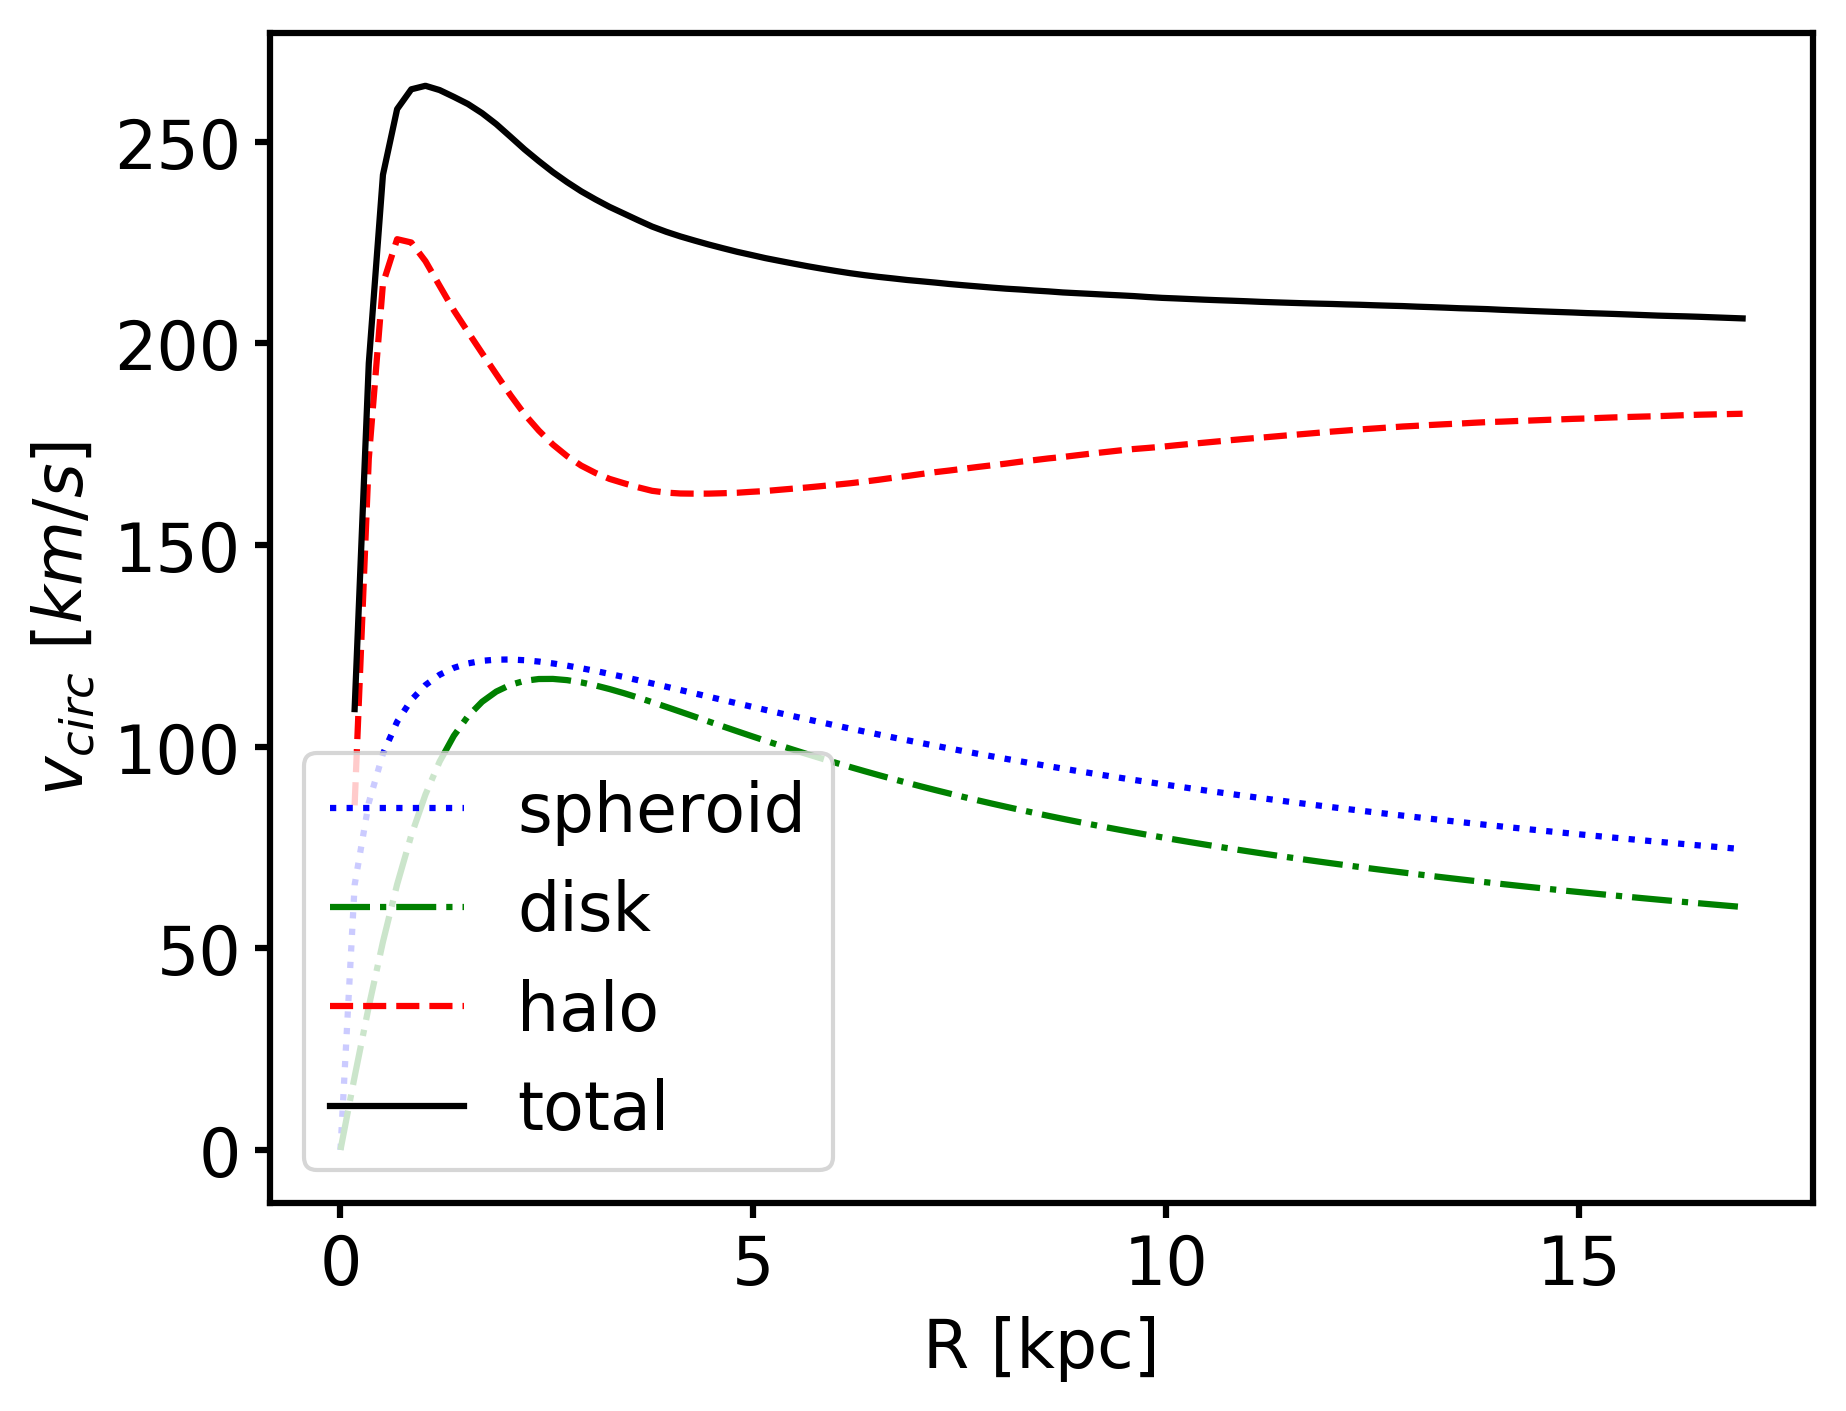 250
200
150
100
50
0
v_circ [km/s]
spheroid
disk
halo
total
0 5 10 15
R [kpc]